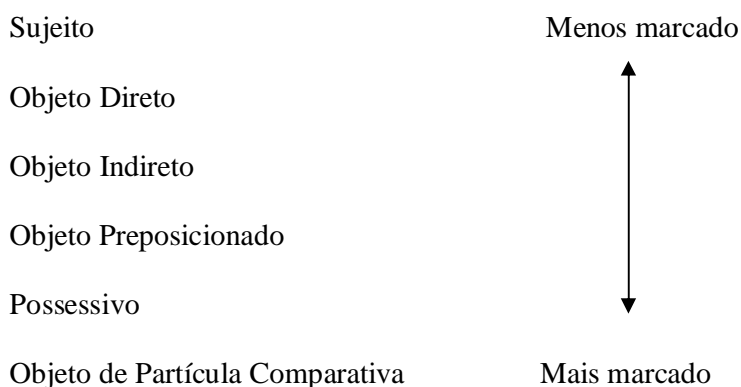 Sujeito Menos marcado
Objeto Direto
Objeto Indireto
Objeto Preposicionado
Possessivo
Objeto de Partícula Comparativa Mais marcado